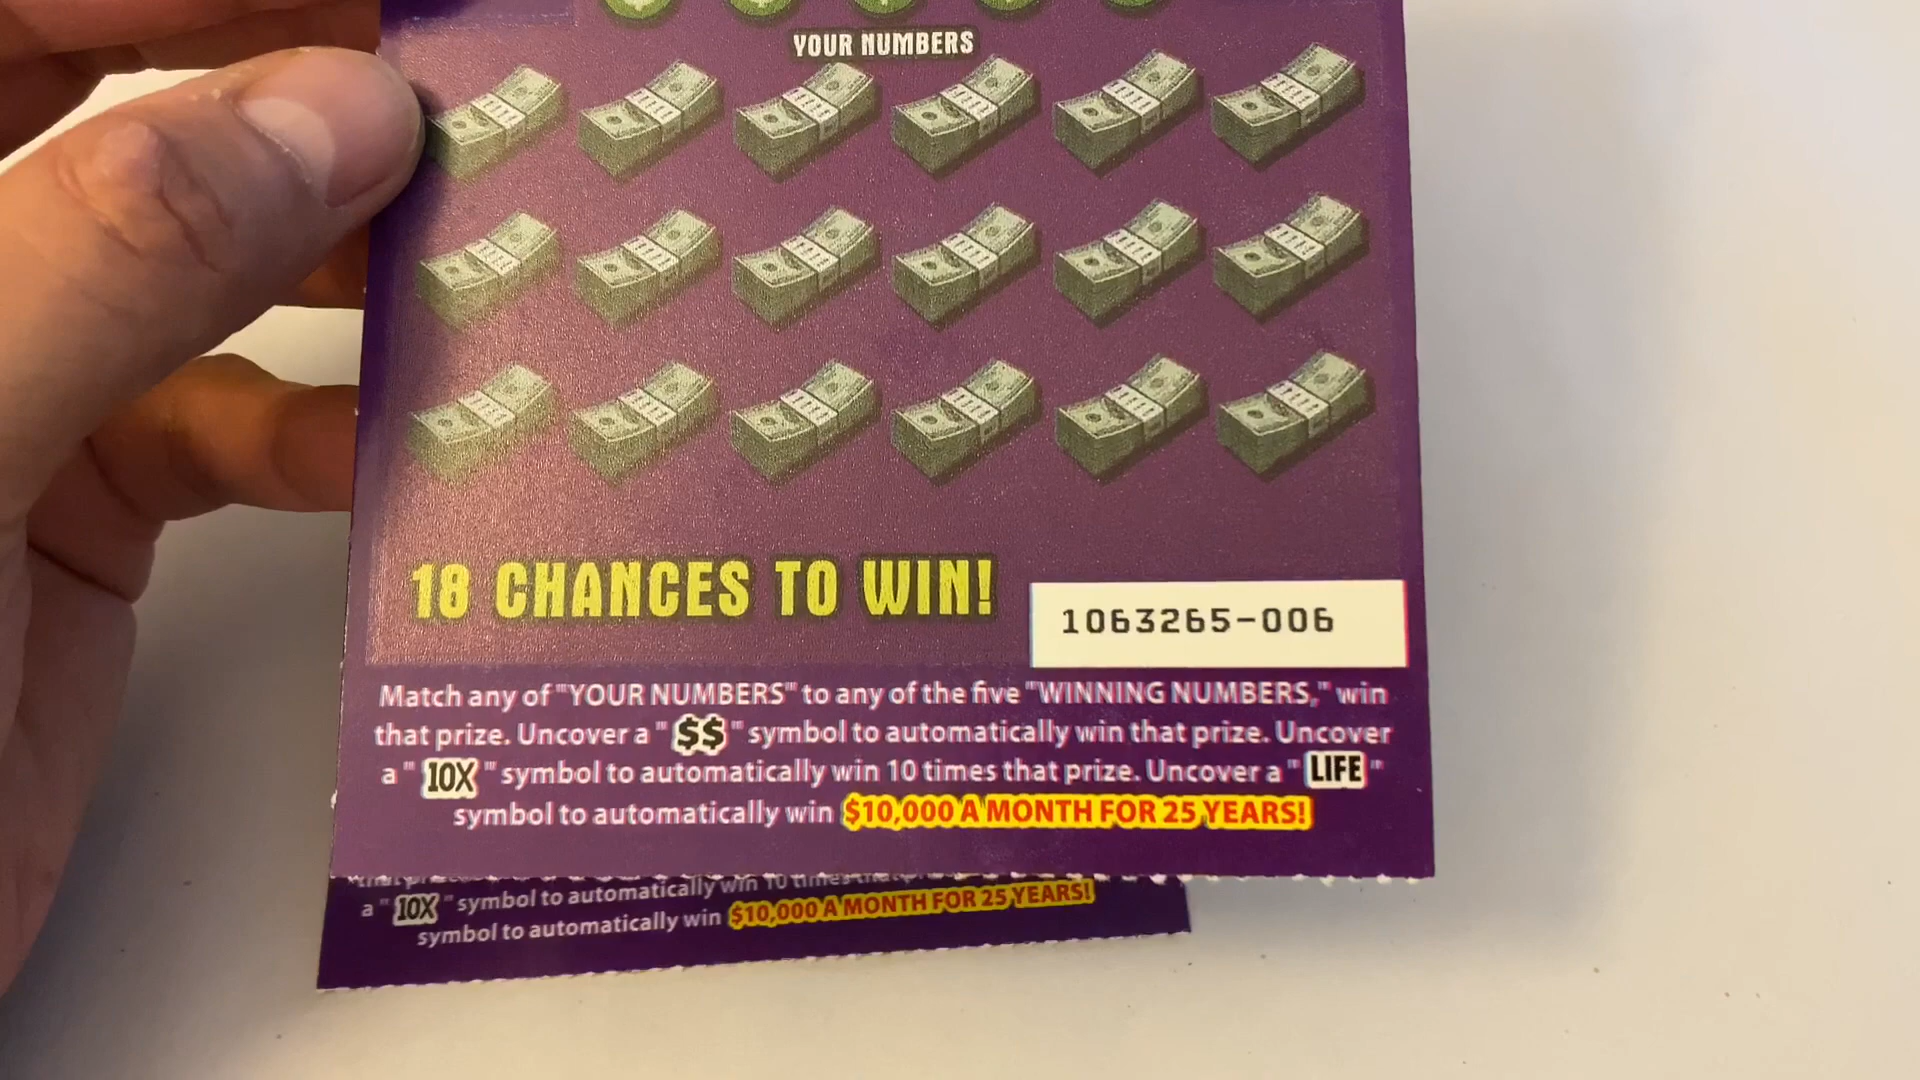 YOUR NUMBERS
18 CHANCES TO WIN!
1063265-006
Match any of "YOUR NUMBERS" to any of the five "WINNING NUMBERS," win
that prize. Uncover a " $$ " symbol to automatically win that prize. Uncover
a " 10X " symbol to automatically win 10 times that prize. Uncover a " LIFE "
symbol to automatically win $10,000 A MONTH FOR 25 YEARS!
a " 10X " symbol to automatically win 10 times
symbol to automatically win $10,000 A MONTH FOR 25 YEARS!